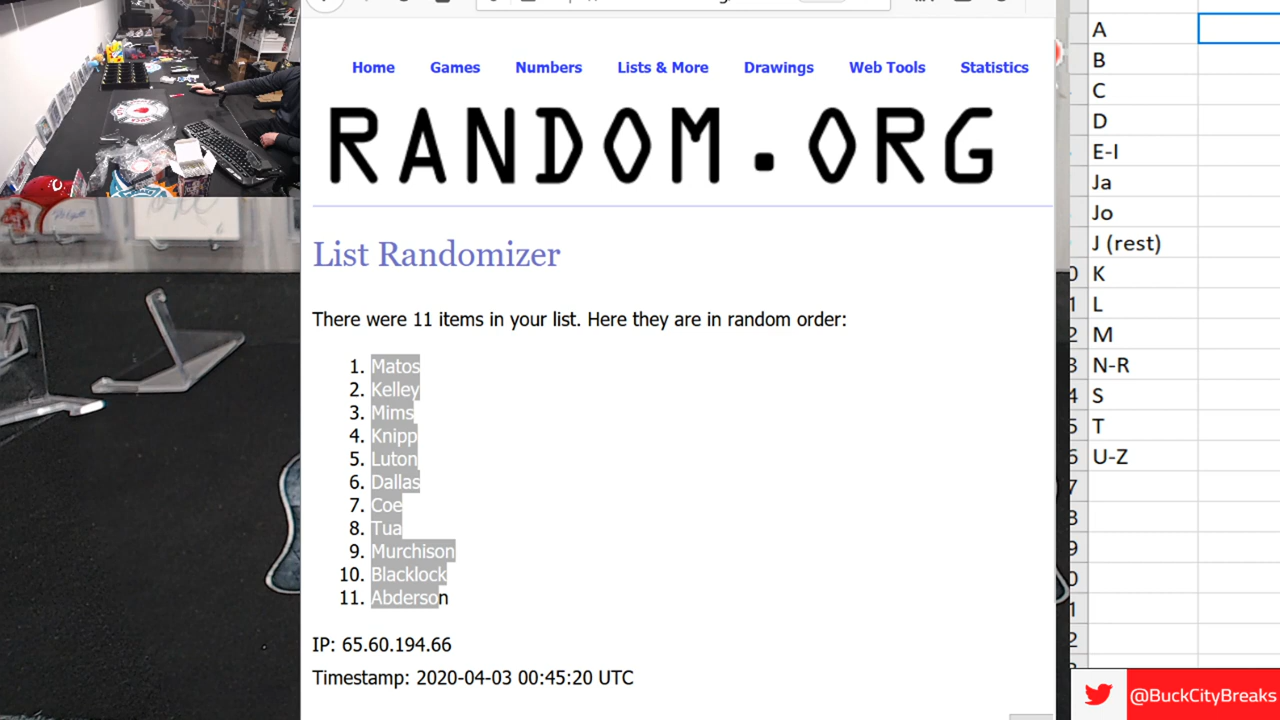 Home Games Numbers Lists & More Drawings Web Tools Statistics
RANDOM.ORG
List Randomizer
There were 11 items in your list. Here they are in random order:
1. Matos
2. Kelley
3. Mims
4. Knipp
5. Luton
6. Dallas
7. Coe
8. Tua
9. Murchison
10. Blacklock
11. Abderson
IP: 65.60.194.66
Timestamp: 2020-04-03 00:45:20 UTC
A
B
C
D
E-I
Ja
Jo
J (rest)
K
L
M
N-R
S
T
U-Z
@BuckCityBreaks